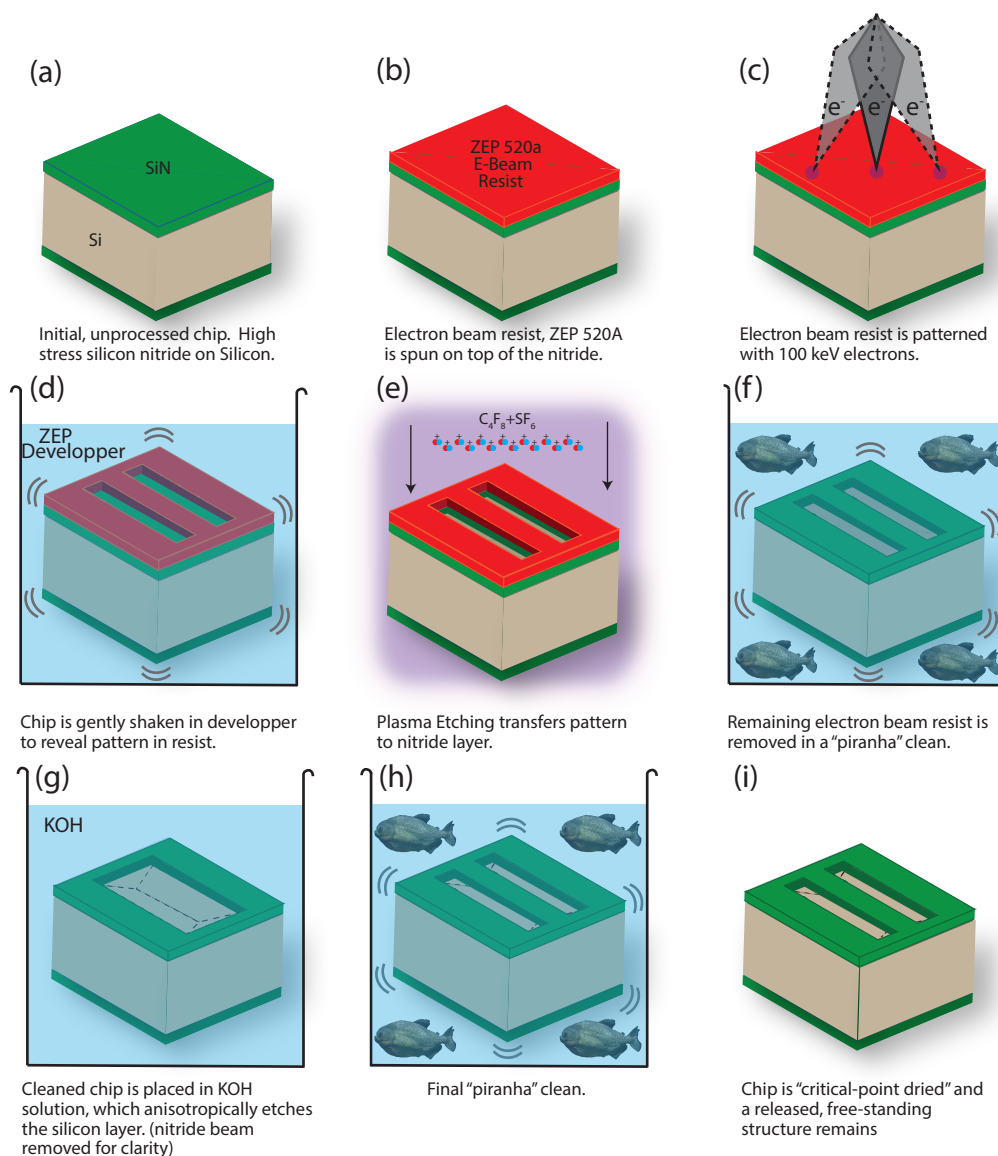 (a)
SiN
Si
Initial, unprocessed chip. High
stress silicon nitride on Silicon.
(b)
ZEP 520a
E-Beam
Resist
Electron beam resist, ZEP 520A
is spun on top of the nitride.
(c)
e- e- e-
Electron beam resist is patterned
with 100 keV electrons.
(d)
ZEP
Developper
Chip is gently shaken in developper
to reveal pattern in resist.
(e)
C4F8+SF6
+ + + + + + + +
+ + + + + + +
Plasma Etching transfers pattern
to nitride layer.
(f)
Remaining electron beam resist is
removed in a "piranha" clean.
(g)
KOH
Cleaned chip is placed in KOH
solution, which anisotropically etches
the silicon layer. (nitride beam
removed for clarity)
(h)
Final "piranha" clean.
(i)
Chip is "critical-point dried" and
a released, free-standing
structure remains